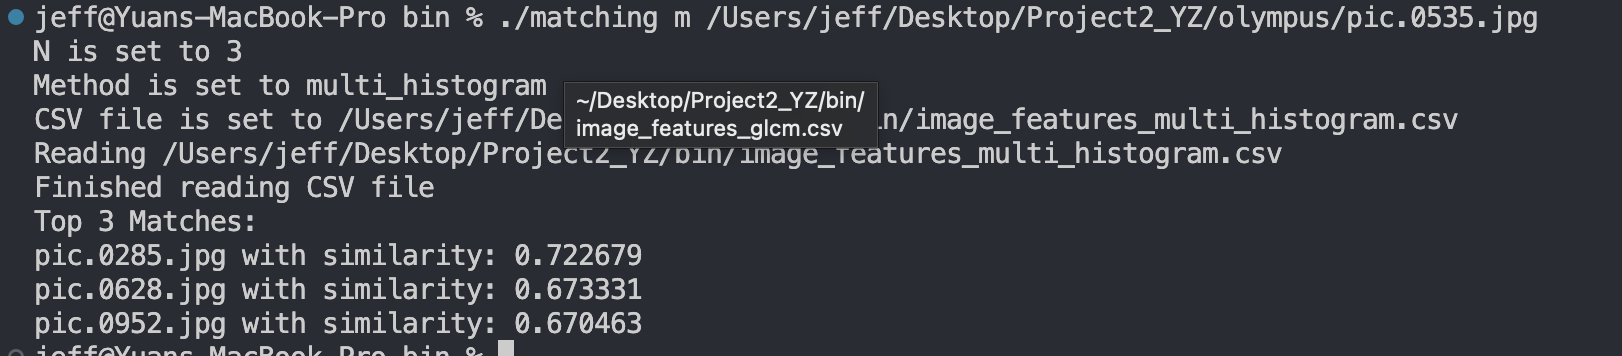 jeff@Yuans-MacBook-Pro bin % ./matching m /Users/jeff/Desktop/Project2_YZ/olympus/pic.0535.jpg
N is set to 3
Method is set to multi_histogram
~/Desktop/Project2_YZ/bin/
image_features_glcm.csv
CSV file is set to /Users/jeff/De in/image_features_multi_histogram.csv
Reading /Users/jeff/Desktop/Project2_YZ/bin/image_features_multi_histogram.csv
Finished reading CSV file
Top 3 Matches:
pic.0285.jpg with similarity: 0.722679
pic.0628.jpg with similarity: 0.673331
pic.0952.jpg with similarity: 0.670463
jeff@Yuans-MacBook-Pro bin %